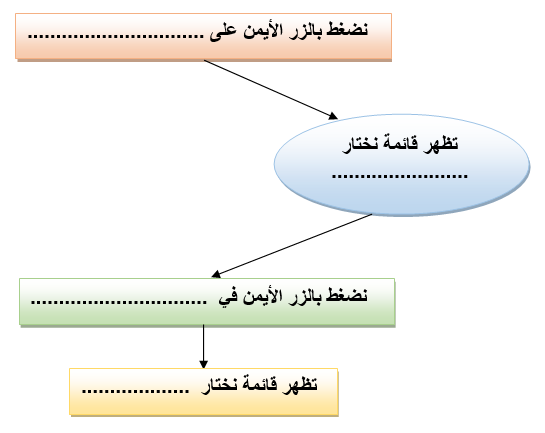 نضغط بالزر الأيمن على ...............................
تظهر قائمة نختار
........................
نضغط بالزر الأيمن في ...............................
تظهر قائمة نختار ...................